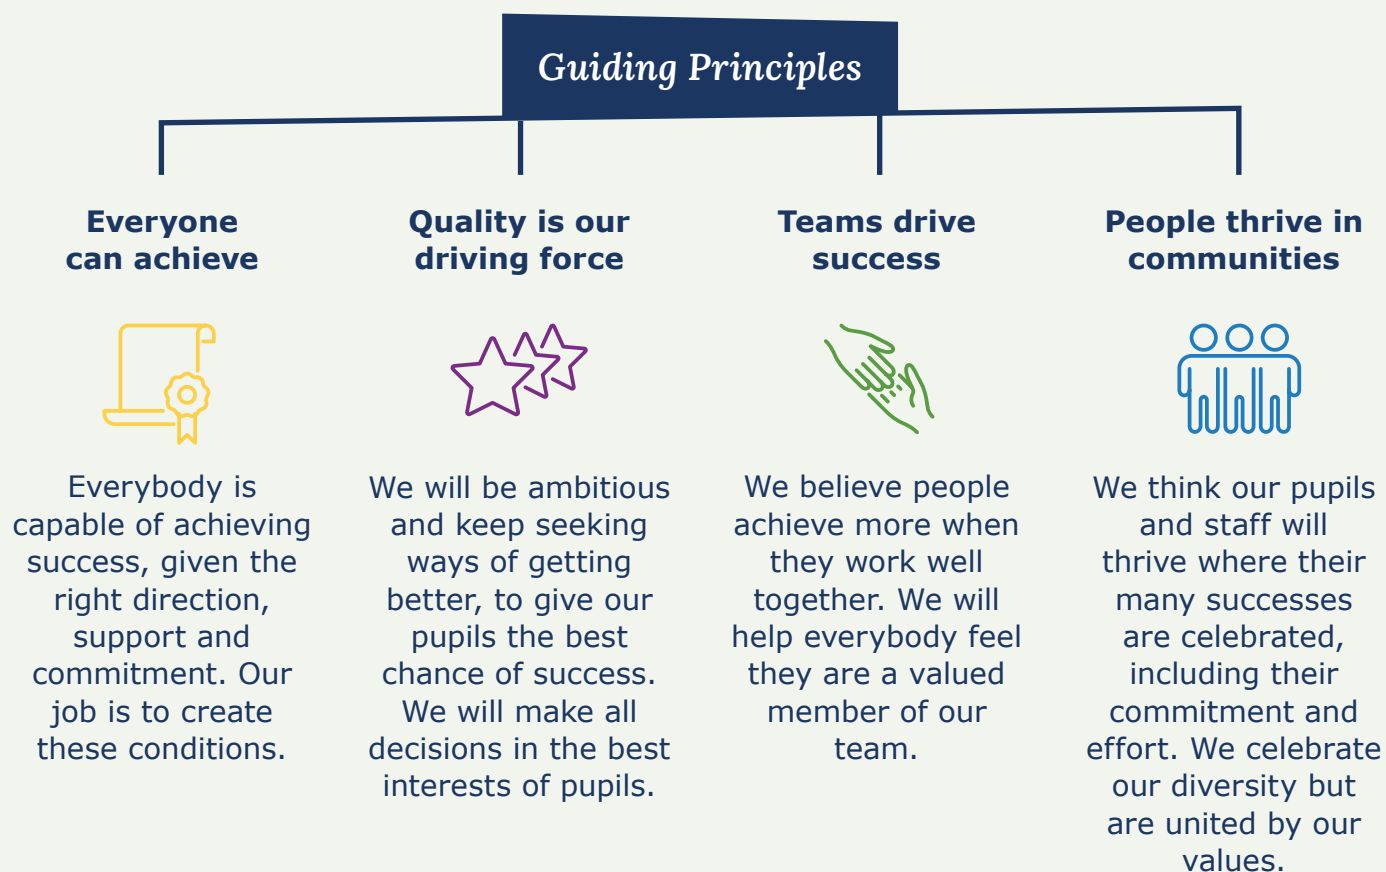 Guiding Principles
Everyone
can achieve
Everybody is
capable of achieving
success, given the
right direction,
support and
commitment. Our
job is to create
these conditions.
Quality is our
driving force
We will be ambitious
and keep seeking
ways of getting
better, to give our
pupils the best
chance of success.
We will make all
decisions in the best
interests of pupils.
Teams drive
success
We believe people
achieve more when
they work well
together. We will
help everybody feel
they are a valued
member of our
team.
People thrive in
communities
We think our pupils
and staff will
thrive where their
many successes
are celebrated,
including their
commitment and
effort. We celebrate
our diversity but
are united by our
values.